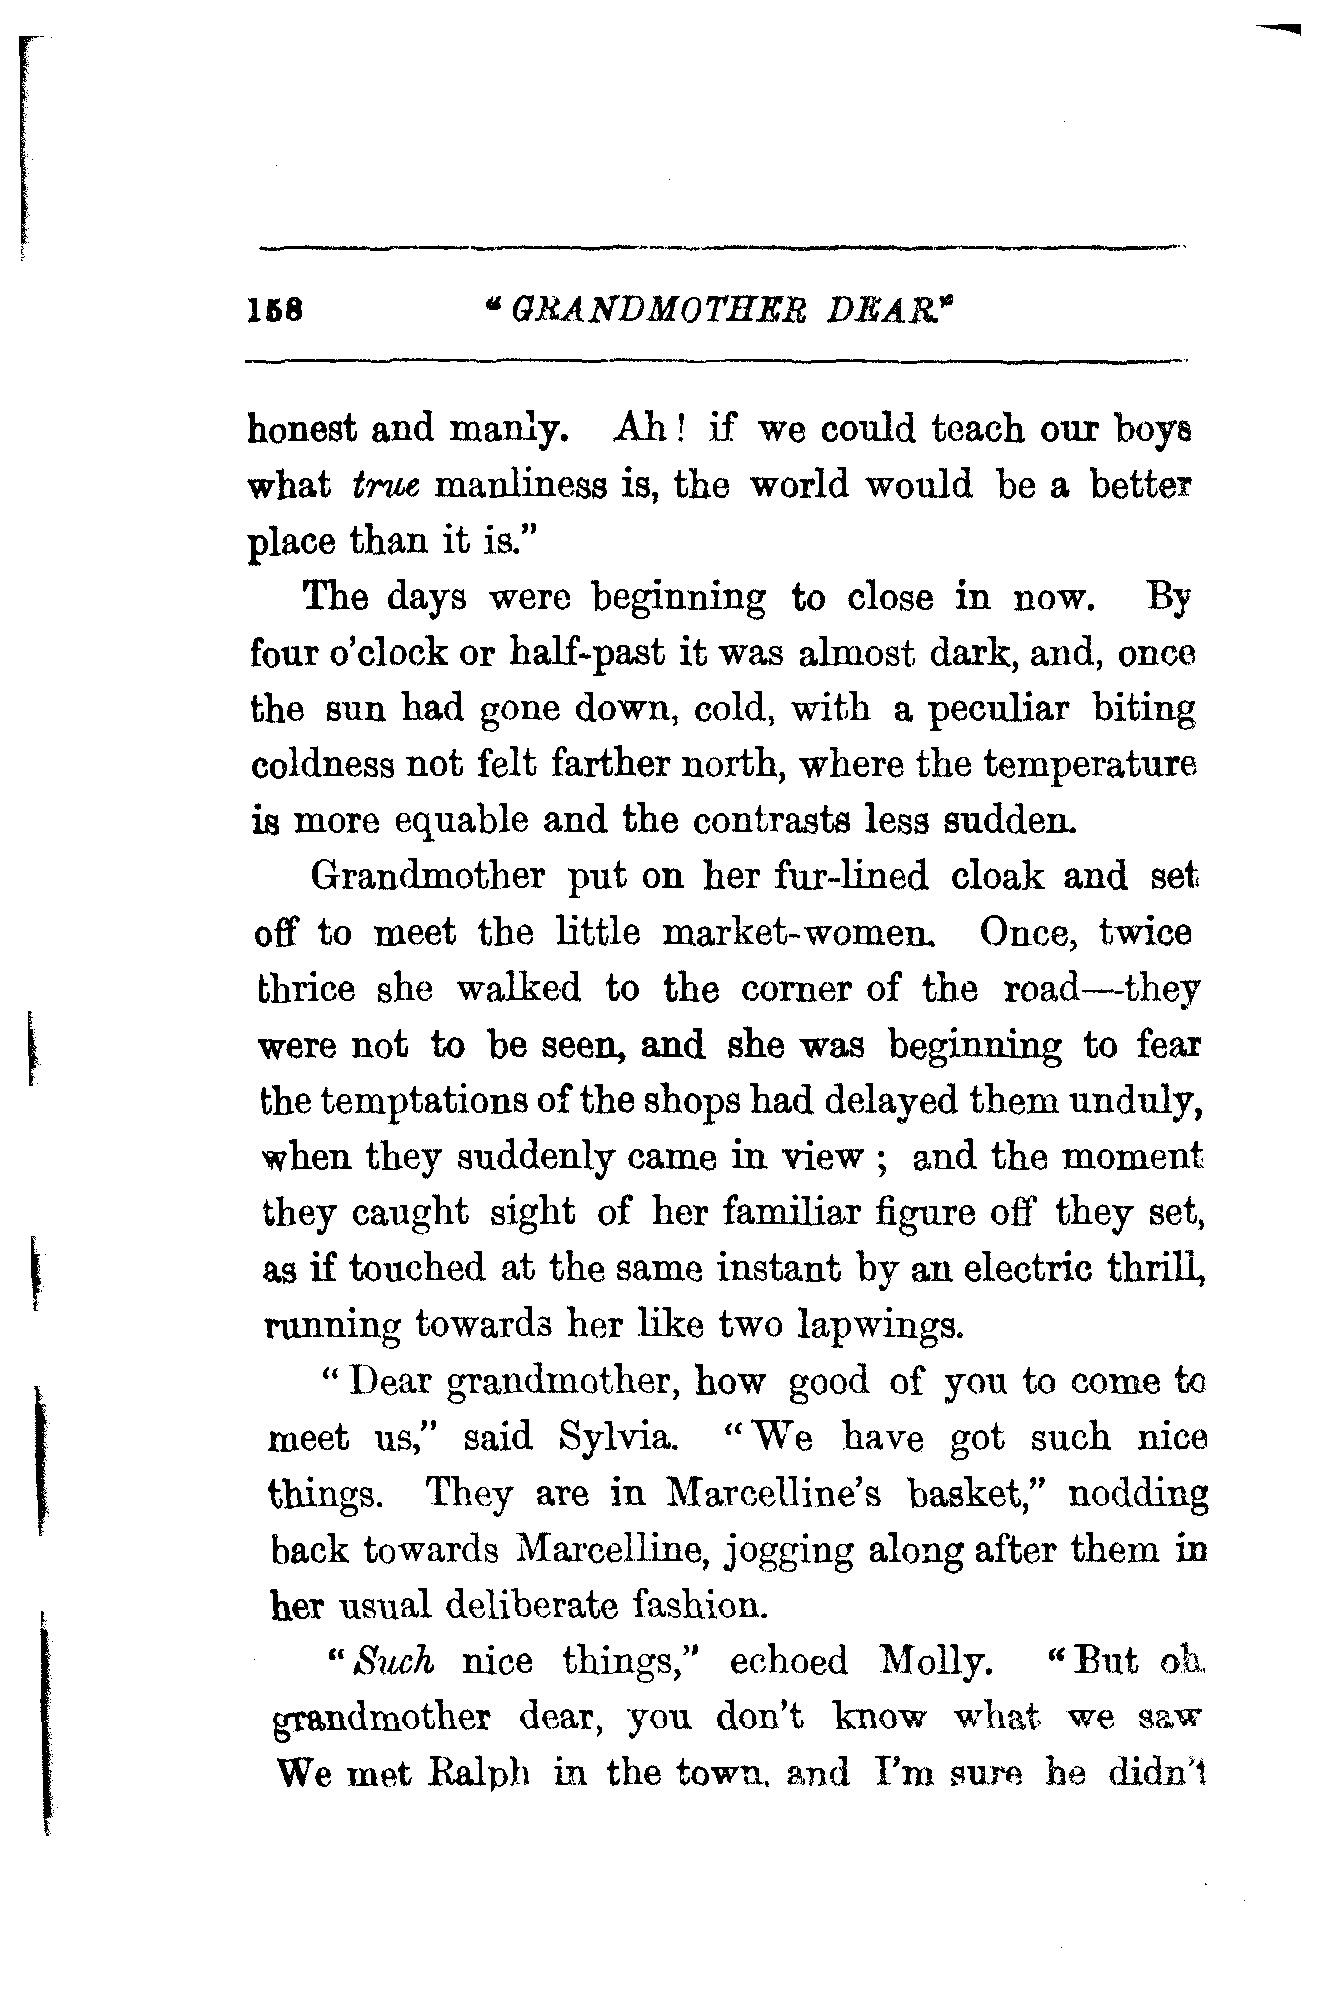 158 "GRANDMOTHER DEAR."
honest and manly. Ah! if we could teach our boys
what true manliness is, the world would be a better
place than it is."
The days were beginning to close in now. By
four o'clock or half-past it was almost dark, and, once
the sun had gone down, cold, with a peculiar biting
coldness not felt farther north, where the temperature
is more equable and the contrasts less sudden.
Grandmother put on her fur-lined cloak and set
off to meet the little market-women. Once, twice
thrice she walked to the corner of the road—they
were not to be seen, and she was beginning to fear
the temptations of the shops had delayed them unduly,
when they suddenly came in view; and the moment
they caught sight of her familiar figure off they set,
as if touched at the same instant by an electric thrill,
running towards her like two lapwings.
"Dear grandmother, how good of you to come to
meet us," said Sylvia. "We have got such nice
things. They are in Marcelline's basket," nodding
back towards Marcelline, jogging along after them in
her usual deliberate fashion.
"Such nice things," echoed Molly. "But oh,
grandmother dear, you don't know what we saw
We met Ralph in the town, and I'm sure he didn't